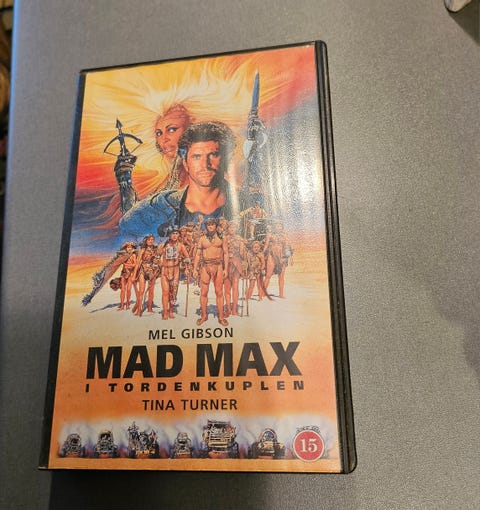 MEL GIBSON
MAD MAX
I TORDENKUPLEN
TINA TURNER
15